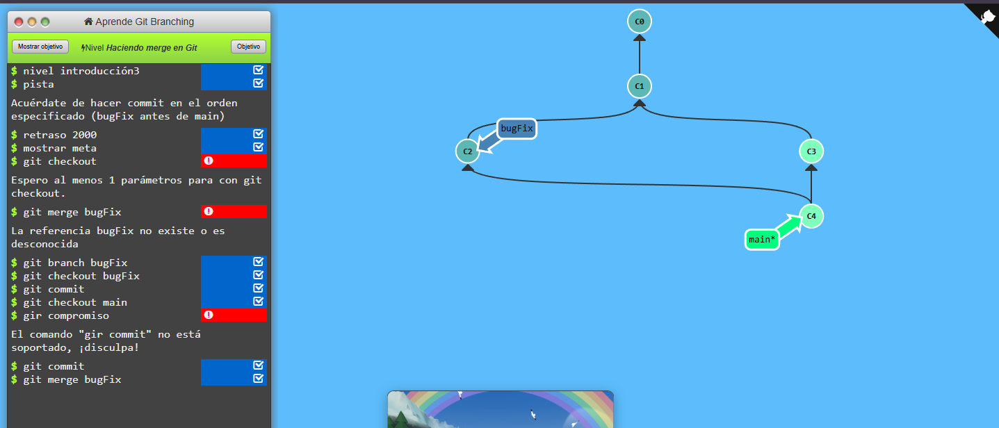 Aprende Git Branching
Mostrar objetivo
Nivel Haciendo merge en Git
Objetivo
$ nivel introducción3
$ pista
Acuérdate de hacer commit en el orden
especificado (bugFix antes de main)
$ retraso 2000
$ mostrar meta
$ git checkout
Espero al menos 1 parámetros para con git
checkout.
$ git merge bugFix
La referencia bugFix no existe o es
desconocida
$ git branch bugFix
$ git checkout bugFix
$ git commit
$ git checkout main
$ gir compromiso
El comando "gir commit" no está
soportado, ¡disculpa!
$ git commit
$ git merge bugFix
C0
C1
bugFix
C2
C3
C4
main*